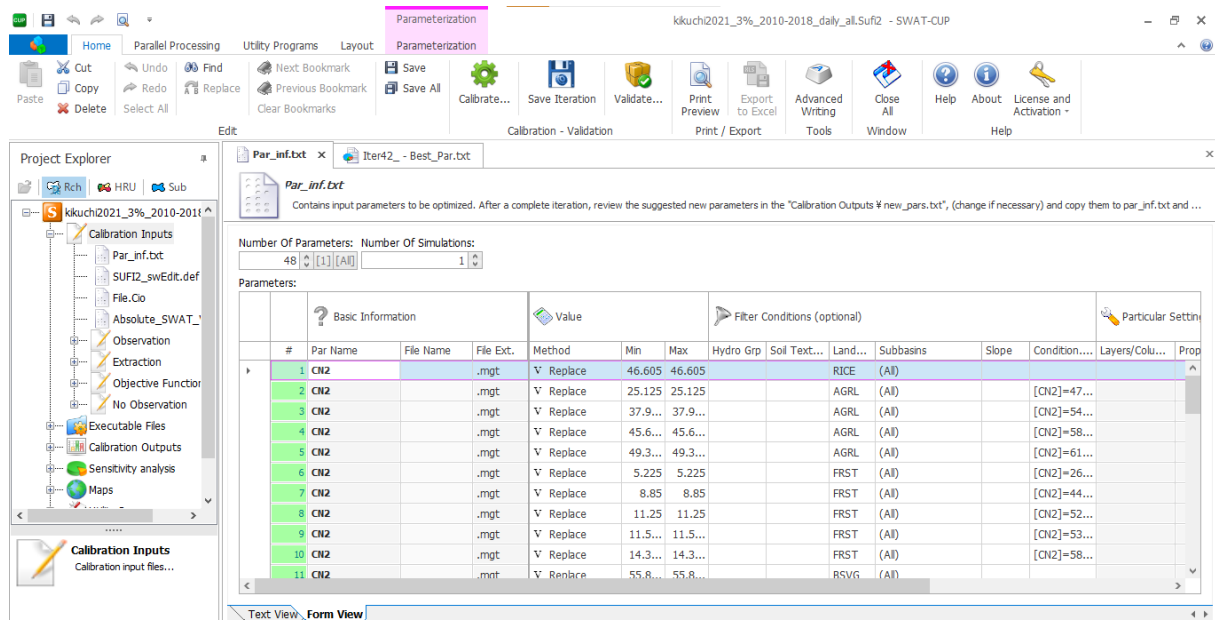 Parameterization
kikuchi2021_3%_2010-2018_daily_all.Sufi2 - SWAT-CUP
Home Parallel Processing Utility Programs Layout Parameterization
Paste
Cut
Copy
Delete
Undo
Redo
Select All
Find
Replace
Next Bookmark
Previous Bookmark
Clear Bookmarks
Save
Save All
Calibrate...
Save Iteration
Validate...
Print Preview
Export to Excel
Advanced Writing
Close All
Help
About
License and Activation
Edit
Calibration - Validation
Print / Export
Tools
Window
Help
Project Explorer
Rch HRU Sub
kikuchi2021_3%_2010-201
Calibration Inputs
Par_inf.txt
SUFI2_swEdit.def
File.Cio
Absolute_SWAT_
Observation
Extraction
Objective Function
No Observation
Executable Files
Calibration Outputs
Sensitivity analysis
Maps
Calibration Inputs
Calibration input files...
Par_inf.txt x Iter42_ - Best_Par.txt
Par_inf.txt
Contains input parameters to be optimized. After a complete iteration, review the suggested new parameters in the "Calibration Outputs ¥ new_pars.txt", (change if necessary) and copy them to par_inf.txt and ...
Number Of Parameters: Number Of Simulations:
48 [1] [All] 1
Parameters:
Basic Information Value Filter Conditions (optional) Particular Settin
# Par Name File Name File Ext. Method Min Max Hydro Grp Soil Text... Land... Subbasins Slope Condition.... Layers/Colu... Prop
1 CN2 .mgt V Replace 46.605 46.605 RICE (All)
2 CN2 .mgt V Replace 25.125 25.125 AGRL (All) [CN2]=47...
3 CN2 .mgt V Replace 37.9... 37.9... AGRL (All) [CN2]=54...
4 CN2 .mgt V Replace 45.6... 45.6... AGRL (All) [CN2]=58...
5 CN2 .mgt V Replace 49.3... 49.3... AGRL (All) [CN2]=61...
6 CN2 .mgt V Replace 5.225 5.225 FRST (All) [CN2]=26...
7 CN2 .mgt V Replace 8.85 8.85 FRST (All) [CN2]=44...
8 CN2 .mgt V Replace 11.25 11.25 FRST (All) [CN2]=52...
9 CN2 .mgt V Replace 11.5... 11.5... FRST (All) [CN2]=53...
10 CN2 .mgt V Replace 14.3... 14.3... FRST (All) [CN2]=58...
11 CN2 .mgt V Replace 55.8... 55.8... BSVG (All)
Text View Form View